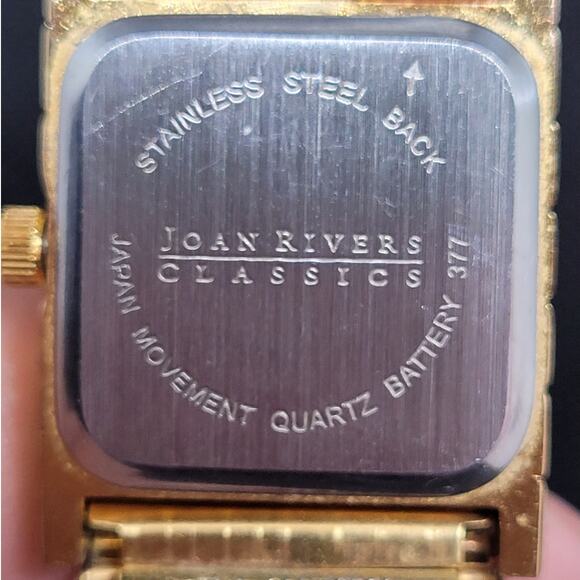 STAINLESS STEEL BACK
JOAN RIVERS
CLASSICS
JAPAN MOVEMENT QUARTZ BATTERY 377